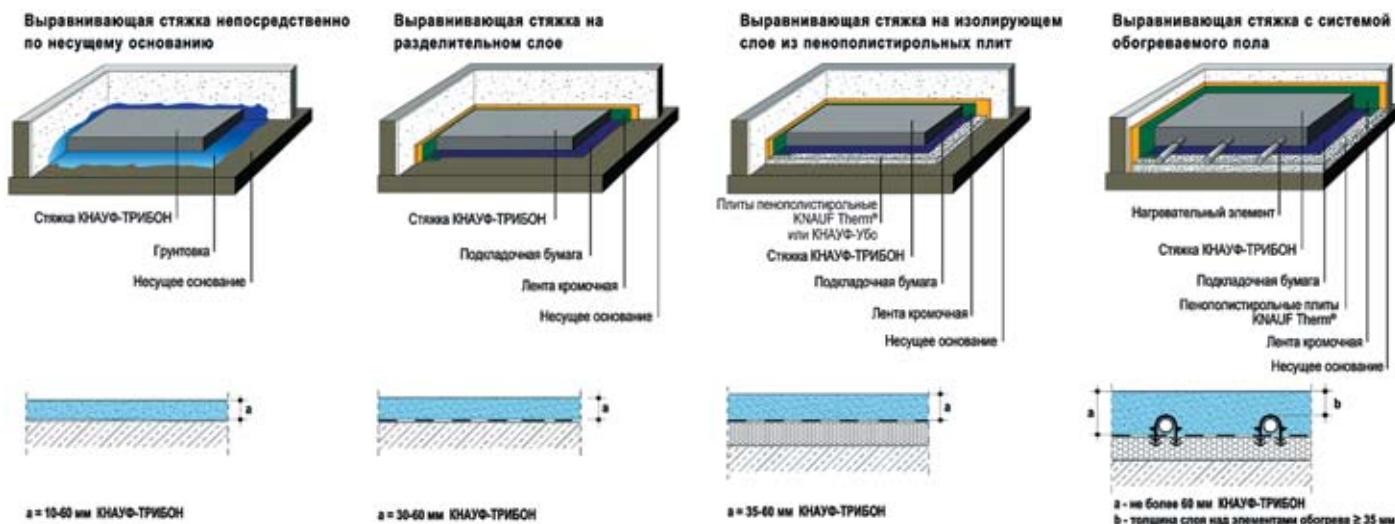 Выравнивающая стяжка непосредственно
по несущему основанию
Стяжка КНАУФ-ТРИБОН
Грунтовка
Несущее основание
a
a = 10-60 мм КНАУФ-ТРИБОН
Выравнивающая стяжка на
разделительном слое
Стяжка КНАУФ-ТРИБОН
Подкладочная бумага
Лента кромочная
Несущее основание
a
a = 30-60 мм КНАУФ-ТРИБОН
Выравнивающая стяжка на изолирующем
слое из пенополистирольных плит
Плиты пенополистирольные
KNAUF Therm®
или КНАУФ-Убо
Стяжка КНАУФ-ТРИБОН
Подкладочная бумага
Лента кромочная
Несущее основание
a
a = 35-60 мм КНАУФ-ТРИБОН
Выравнивающая стяжка с системой
обогреваемого пола
Нагревательный элемент
Стяжка КНАУФ-ТРИБОН
Подкладочная бумага
Пенополистирольные плиты
KNAUF Therm®
Лента кромочная
Несущее основание
a
b
a - не более 60 мм КНАУФ-ТРИБОН
b - толщина слоя над элементами обогрева ≥ 35 мм